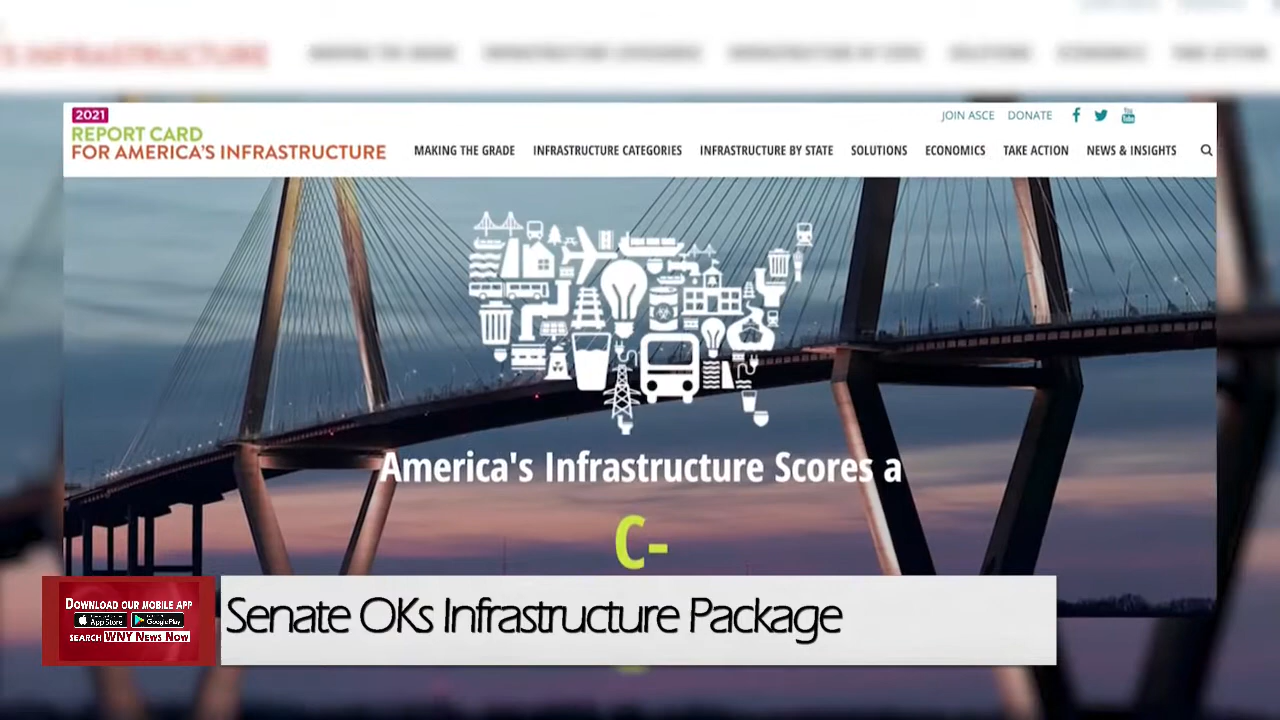 2021
REPORT CARD
FOR AMERICA'S INFRASTRUCTURE
JOIN ASCE DONATE
You Tube
MAKING THE GRADE INFRASTRUCTURE CATEGORIES INFRASTRUCTURE BY STATE SOLUTIONS ECONOMICS TAKE ACTION NEWS & INSIGHTS
America's Infrastructure Scores a
C-
DOWNLOAD OUR MOBILE APP
App Store Google Play
SEARCH WNY NEWS NOW
Senate OKs Infrastructure Package